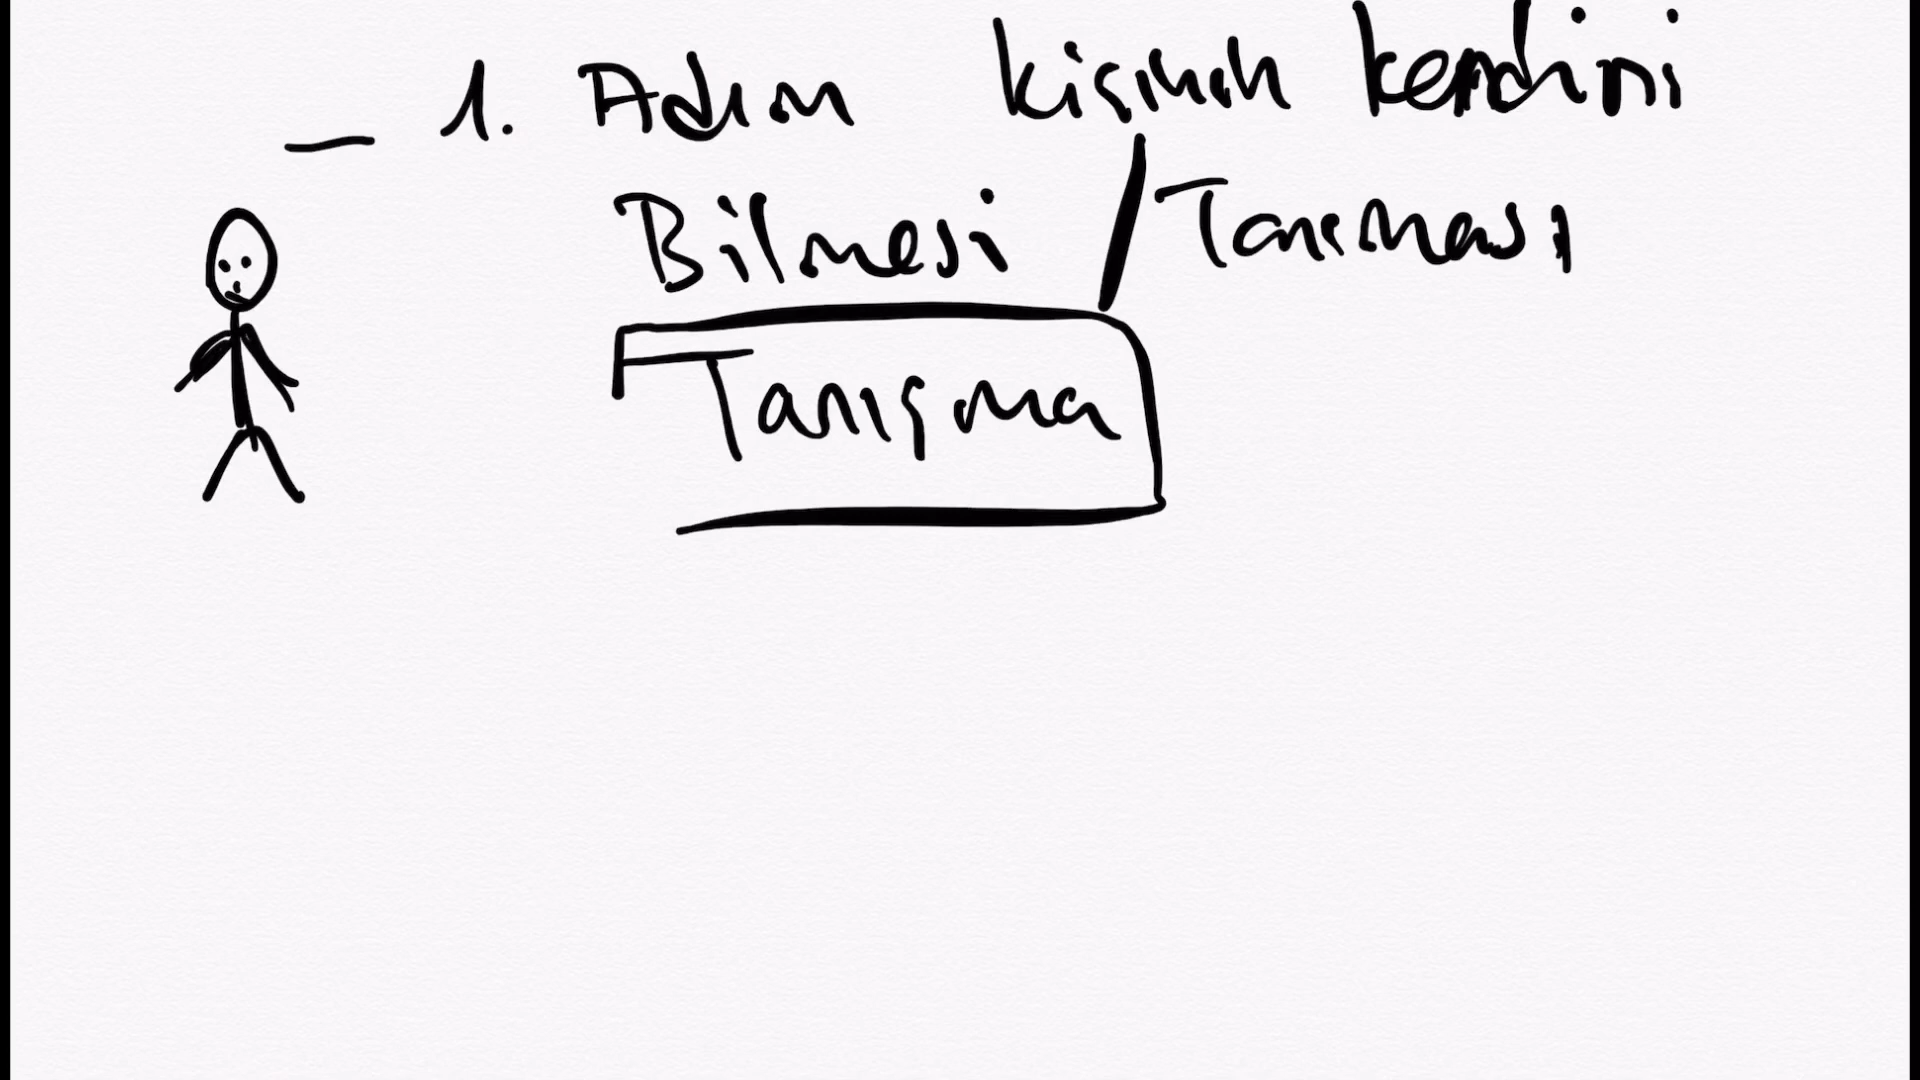 — 1. Adım kişinin kendini
Bilmesi / Tanıması
Tanışma